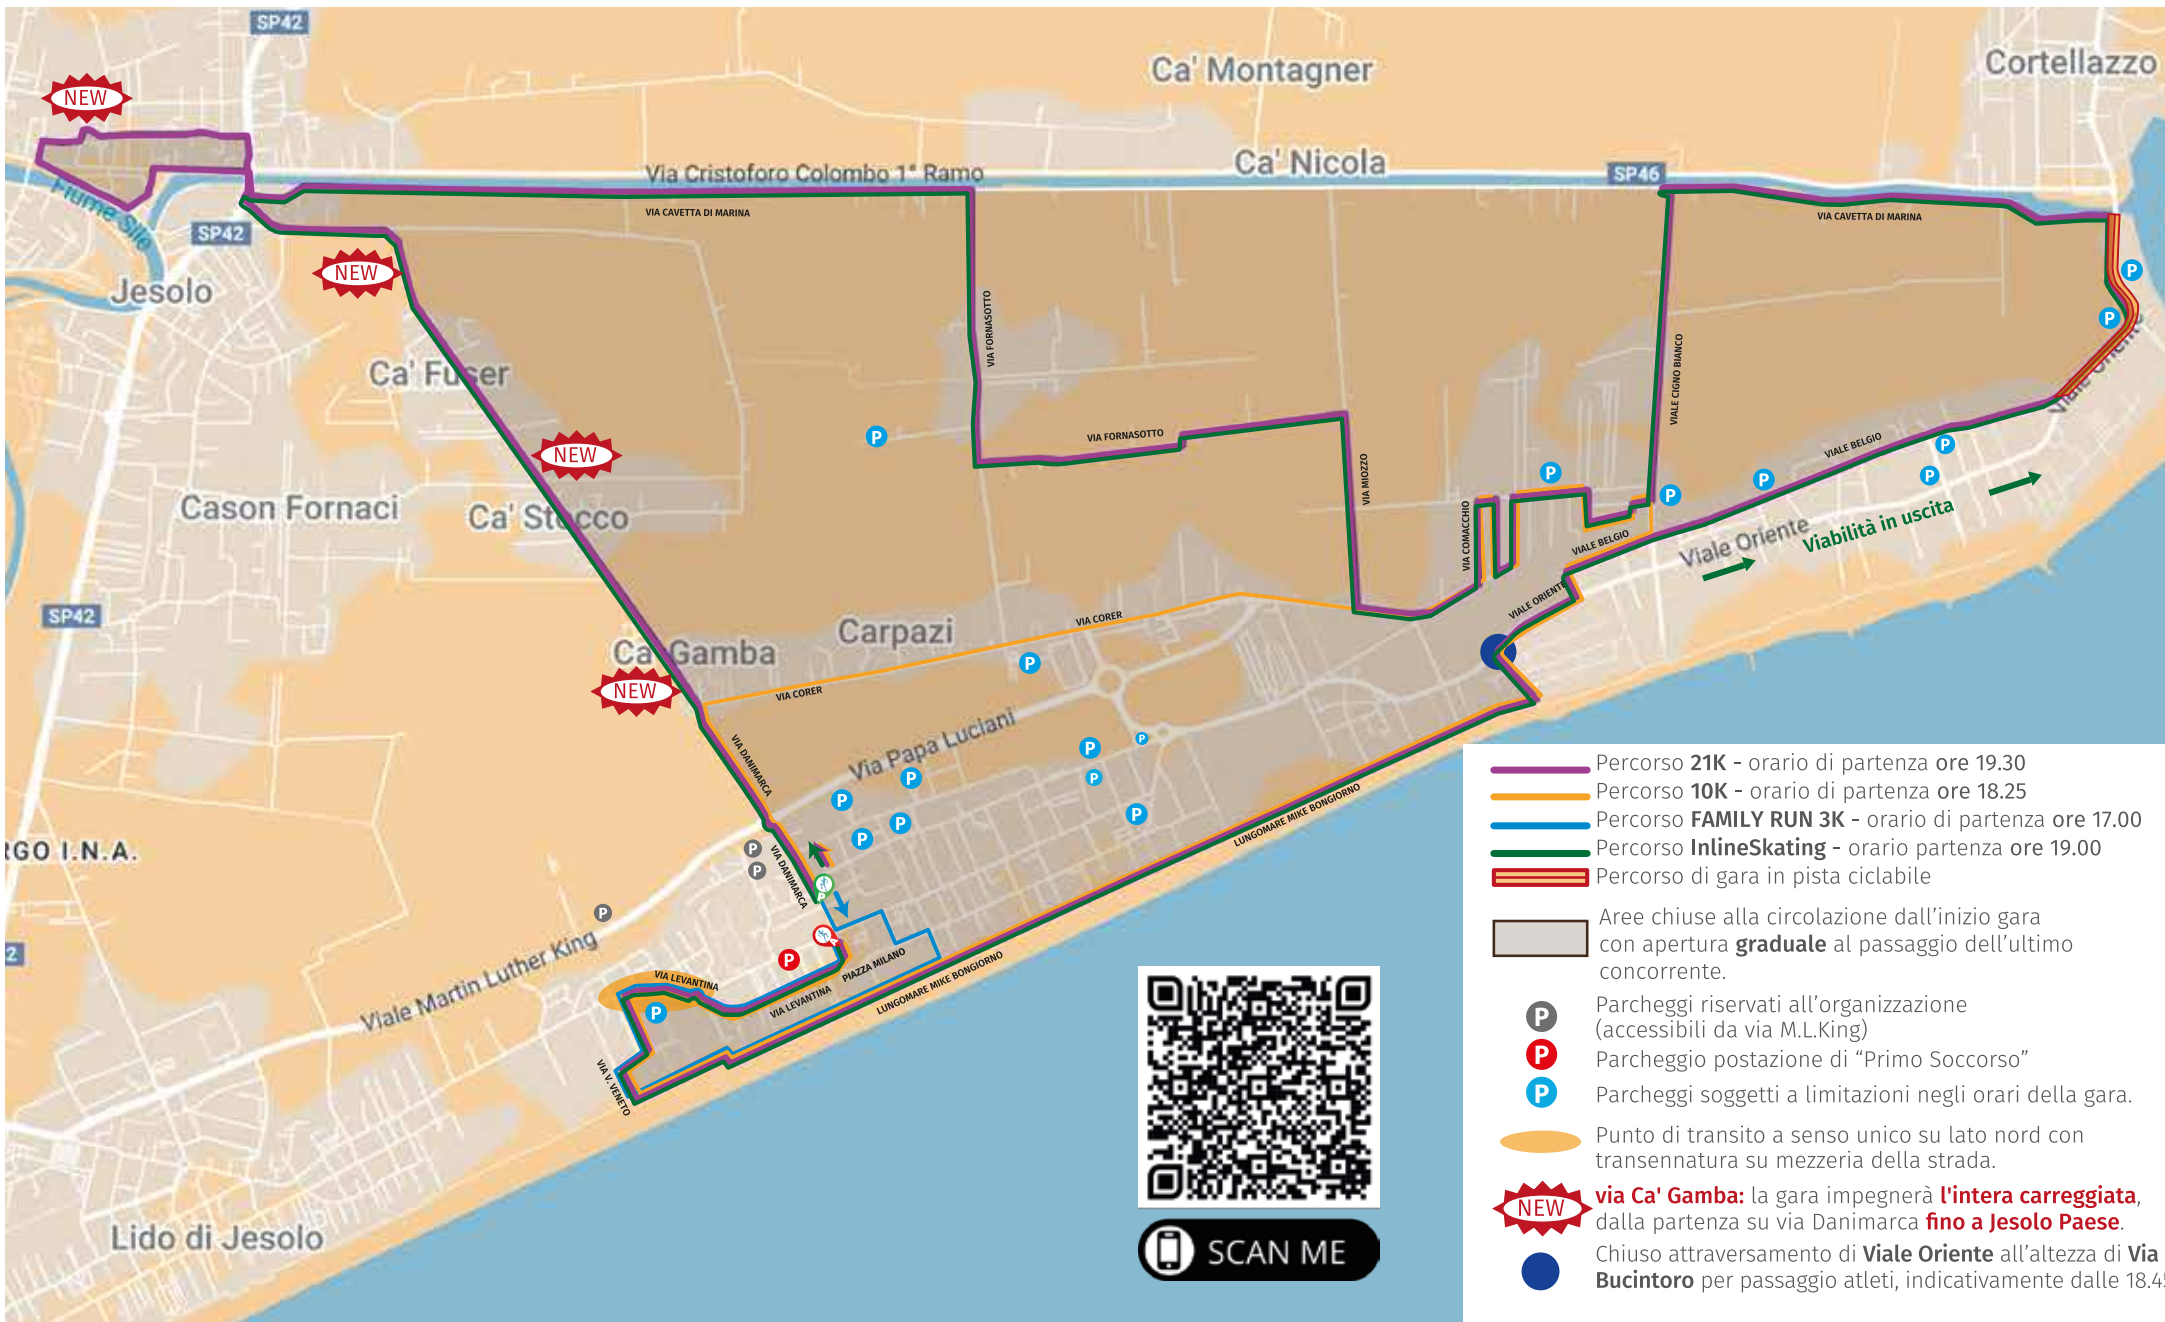 SP42
Ca' Montagner
Cortellazzo
NEW
Via Cristoforo Colombo 1° Ramo
Ca' Nicola
SP46
Fiume Sile
VIA CAVETTA DI MARINA
VIA CAVETTA DI MARINA
SP42
NEW
Jesolo
VIA FORNASOTTO
Viale Oriente
VIALE CIGNO BIANCO
Ca' Fuser
P
P
NEW
P
VIA FORNASOTTO
VIALE BELGIO
P
P
P
P
P
VIA MIOZZO
Cason Fornaci
Ca' Stocco
VIA COMACCHIO
VIALE BELGIO
Viale Oriente
Viabilità in uscita
SP42
VIALE ORIENTE
VIA CORER
Carpazi
Ca' Gamba
P
NEW
VIA CORER
Via Papa Luciani
VIA DANIMARCA
P
P
P
P
P
P
P
P
LUNGOMARE MIKE BONGIORNO
RGO I.N.A.
P
P
VIA DANIMARCA
P
P
2
Viale Martin Luther King
P
PIAZZA MILANO
VIA LEVANTINA
VIA LEVANTINA
LUNGOMARE MIKE BONGIORNO
P
VIA V. VENETO
Lido di Jesolo
SCAN ME
Percorso 21K - orario di partenza ore 19.30
Percorso 10K - orario di partenza ore 18.25
Percorso FAMILY RUN 3K - orario di partenza ore 17.00
Percorso InlineSkating - orario partenza ore 19.00
Percorso di gara in pista ciclabile
Aree chiuse alla circolazione dall'inizio gara
con apertura graduale al passaggio dell'ultimo
concorrente.
P Parcheggi riservati all'organizzazione
(accessibili da via M.L.King)
P Parcheggio postazione di “Primo Soccorso”
P Parcheggi soggetti a limitazioni negli orari della gara.
Punto di transito a senso unico su lato nord con
transennatura su mezzeria della strada.
NEW via Ca' Gamba: la gara impegnerà l'intera carreggiata,
dalla partenza su via Danimarca fino a Jesolo Paese.
Chiuso attraversamento di Viale Oriente all'altezza di Via
Bucintoro per passaggio atleti, indicativamente dalle 18.45